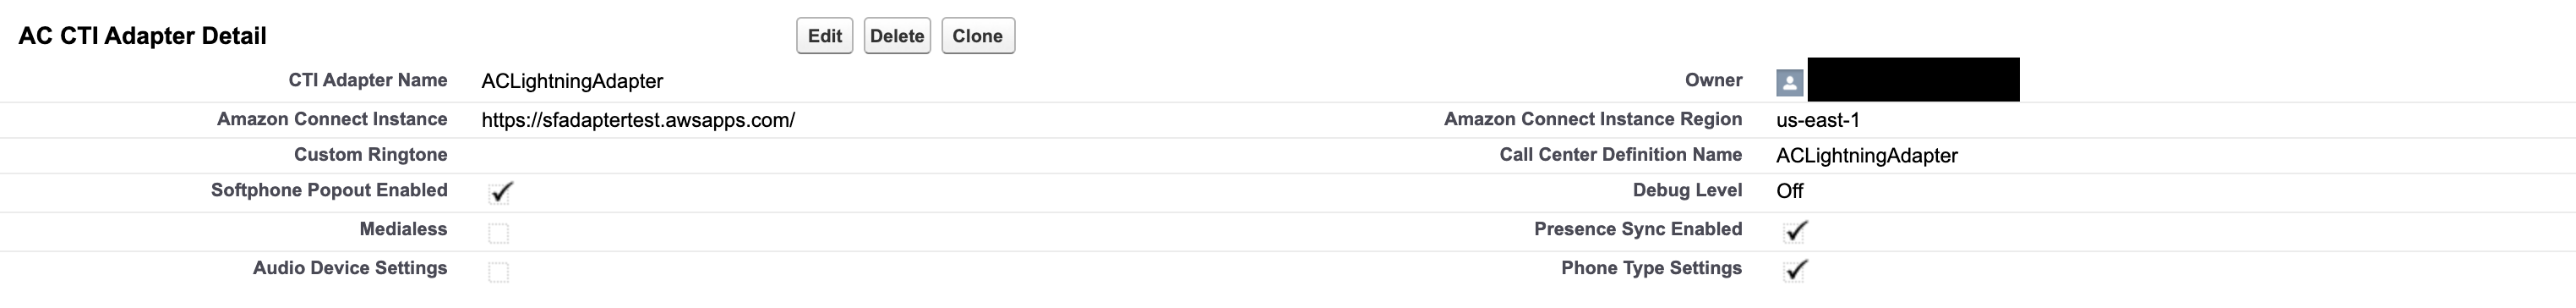 AC CTI Adapter Detail Edit Delete Clone
CTI Adapter Name ACLightningAdapter Owner
Amazon Connect Instance https://sfadaptertest.awsapps.com/ Amazon Connect Instance Region us-east-1
Custom Ringtone Call Center Definition Name ACLightningAdapter
Softphone Popout Enabled Debug Level Off
Medialess Presence Sync Enabled
Audio Device Settings Phone Type Settings